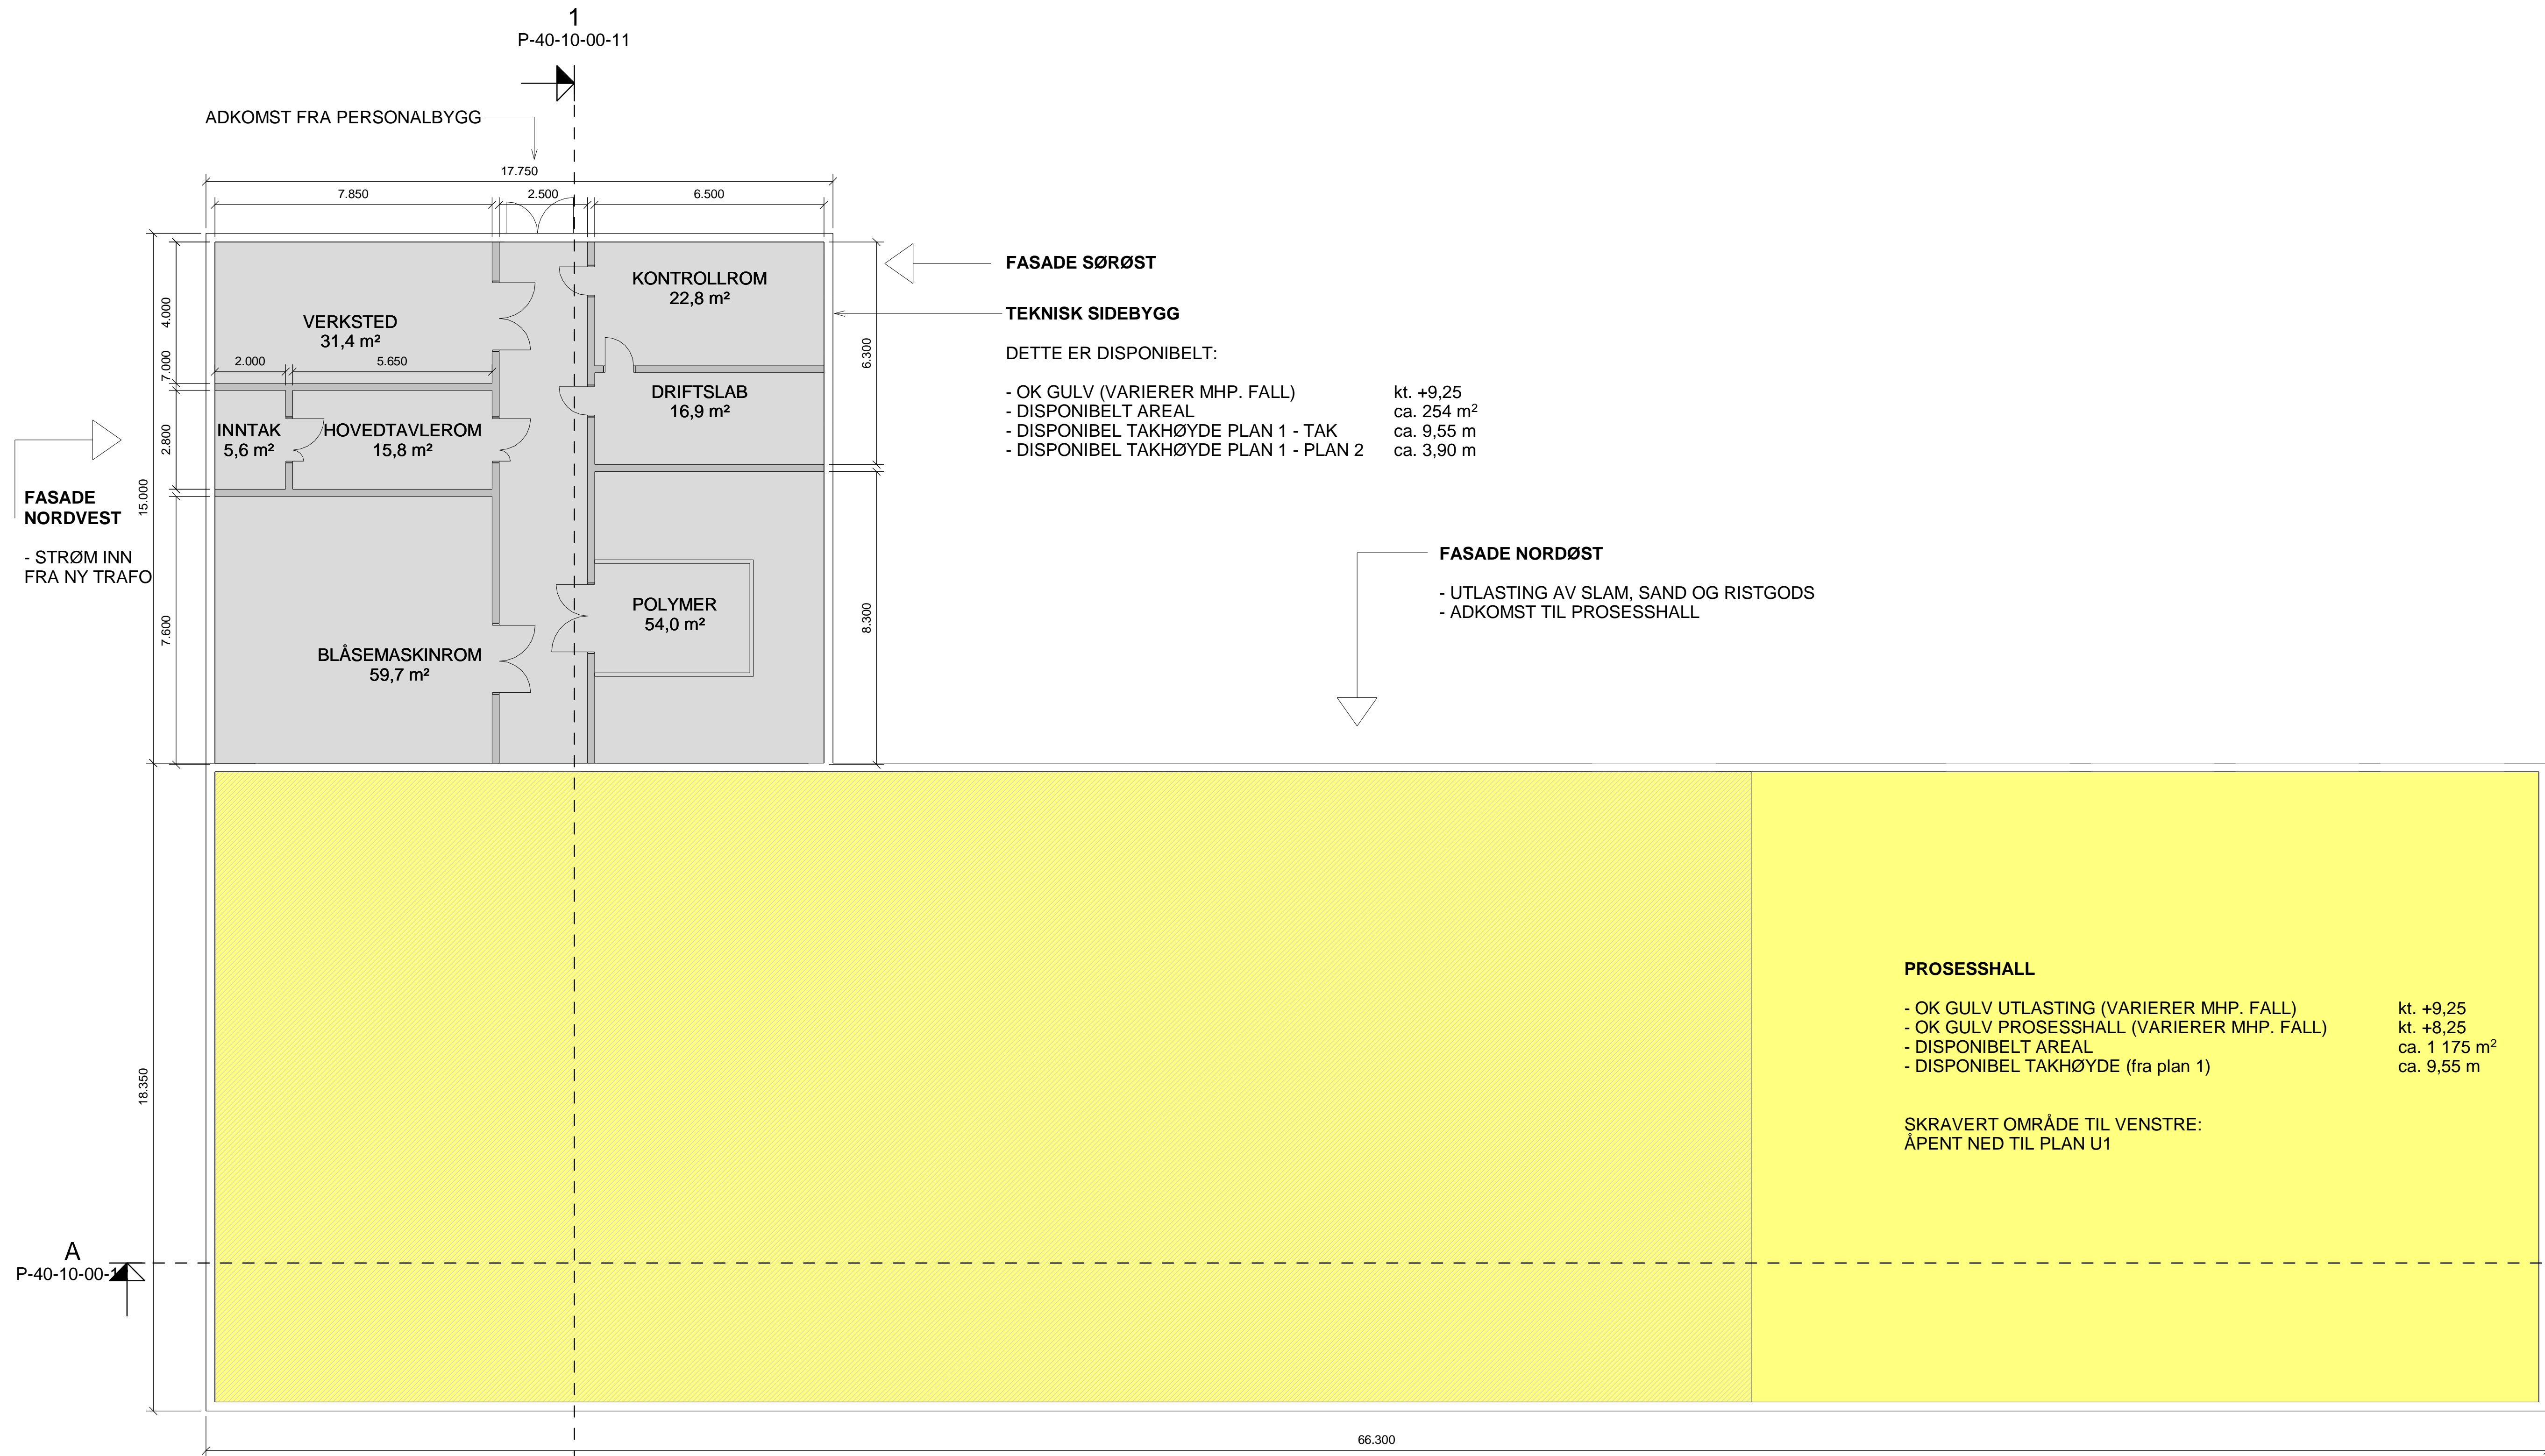 1
P-40-10-00-11
ADKOMST FRA PERSONALBYGG
17.750
7.850
2.500
6.500
4.000
7.000
2.800
15.000
7.600
18.350
6.300
8.300
2.000
5.650
VERKSTED
31,4 m²
KONTROLLROM
22,8 m²
DRIFTSLAB
16,9 m²
INNTAK
5,6 m²
HOVEDTAVLEROM
15,8 m²
POLYMER
54,0 m²
BLÅSEMASKINROM
59,7 m²
FASADE SØRØST
TEKNISK SIDEBYGG
DETTE ER DISPONIBELT:
- OK GULV (VARIERER MHP. FALL) kt. +9,25
- DISPONIBELT AREAL ca. 254 m²
- DISPONIBEL TAKHØYDE PLAN 1 - TAK ca. 9,55 m
- DISPONIBEL TAKHØYDE PLAN 1 - PLAN 2 ca. 3,90 m
FASADE
NORDVEST
- STRØM INN
FRA NY TRAFO
FASADE NORDØST
- UTLASTING AV SLAM, SAND OG RISTGODS
- ADKOMST TIL PROSESSHALL
PROSESSHALL
- OK GULV UTLASTING (VARIERER MHP. FALL) kt. +9,25
- OK GULV PROSESSHALL (VARIERER MHP. FALL) kt. +8,25
- DISPONIBELT AREAL ca. 1 175 m²
- DISPONIBEL TAKHØYDE (fra plan 1) ca. 9,55 m
SKRAVERT OMRÅDE TIL VENSTRE:
ÅPENT NED TIL PLAN U1
A
P-40-10-00-
66.300